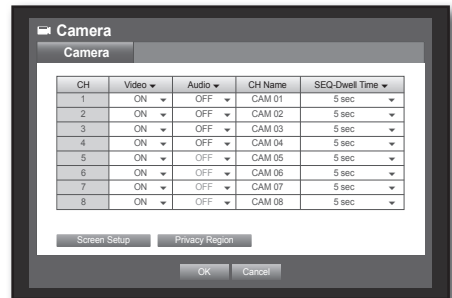 Camera
Camera
CH Video Audio CH Name SEQ-Dwell Time
1 ON OFF CAM 01 5 sec
2 ON OFF CAM 02 5 sec
3 ON OFF CAM 03 5 sec
4 ON OFF CAM 04 5 sec
5 ON OFF CAM 05 5 sec
6 ON OFF CAM 06 5 sec
7 ON OFF CAM 07 5 sec
8 ON OFF CAM 08 5 sec
Screen Setup Privacy Region
OK Cancel